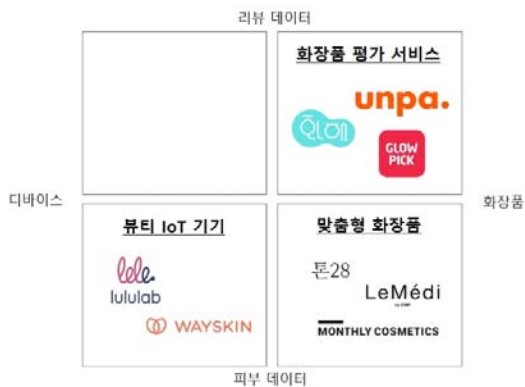 리뷰 데이터
화장품 평가 서비스
unpa.
GLOW
PICK
디바이스
화장품
뷰티 IoT 기기
lele.
lululab
WAYSKIN
맞춤형 화장품
톤28
LeMédi
by CNP
MONTHLY COSMETICS
피부 데이터